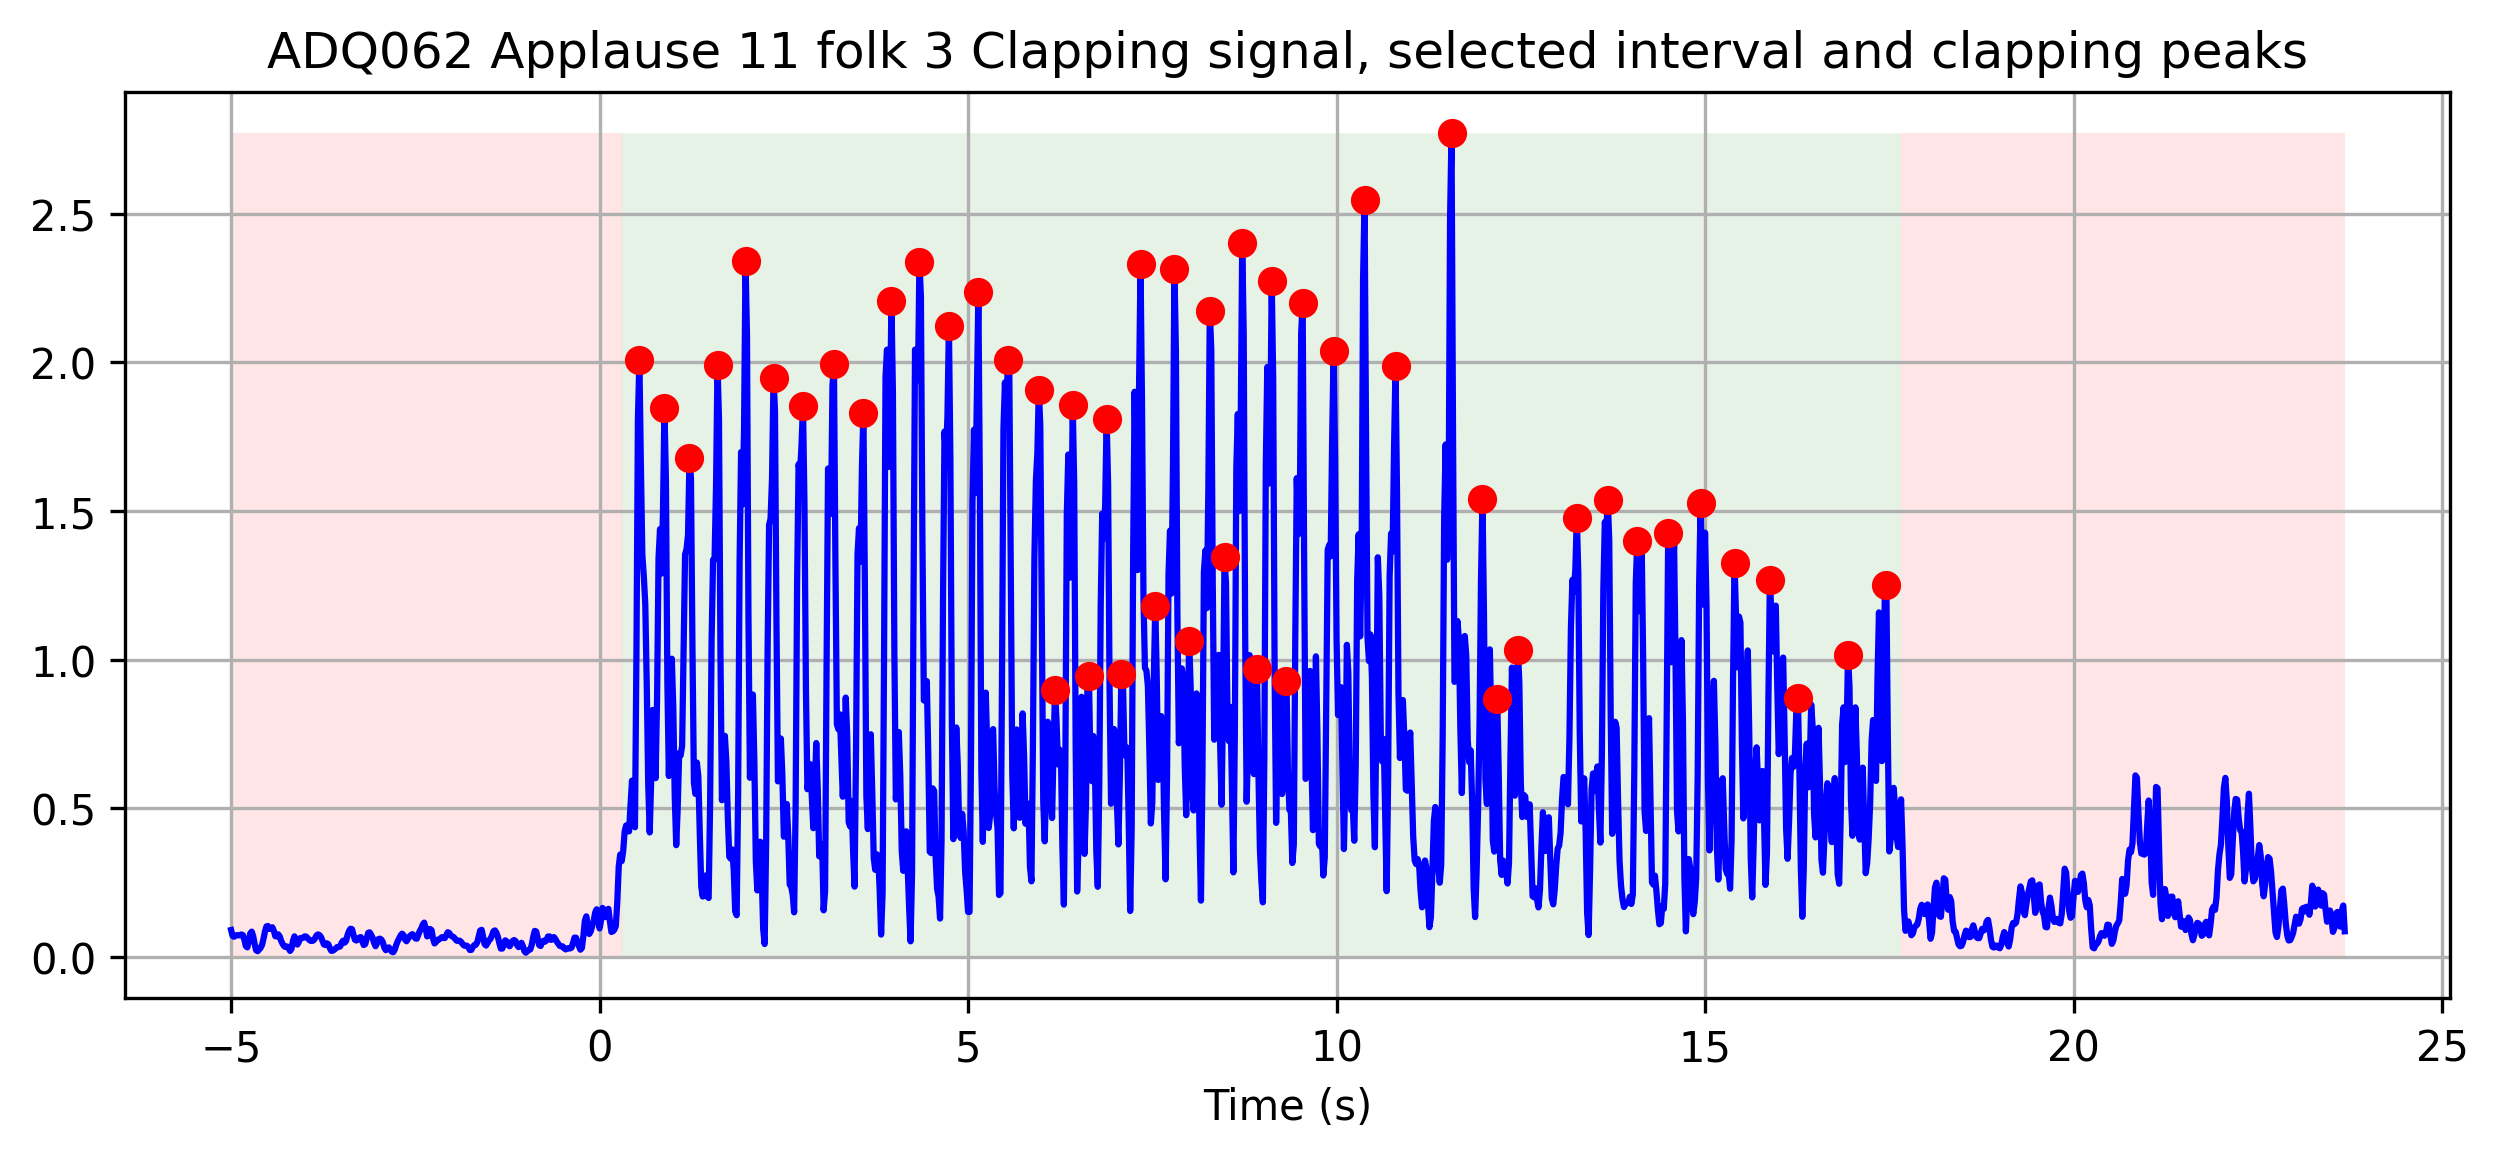 ADQ062 Applause 11 folk 3 Clapping signal, selected interval and clapping peaks
2.5
2.0
1.5
1.0
0.5
0.0
−5 0 5 10 15 20 25
Time (s)